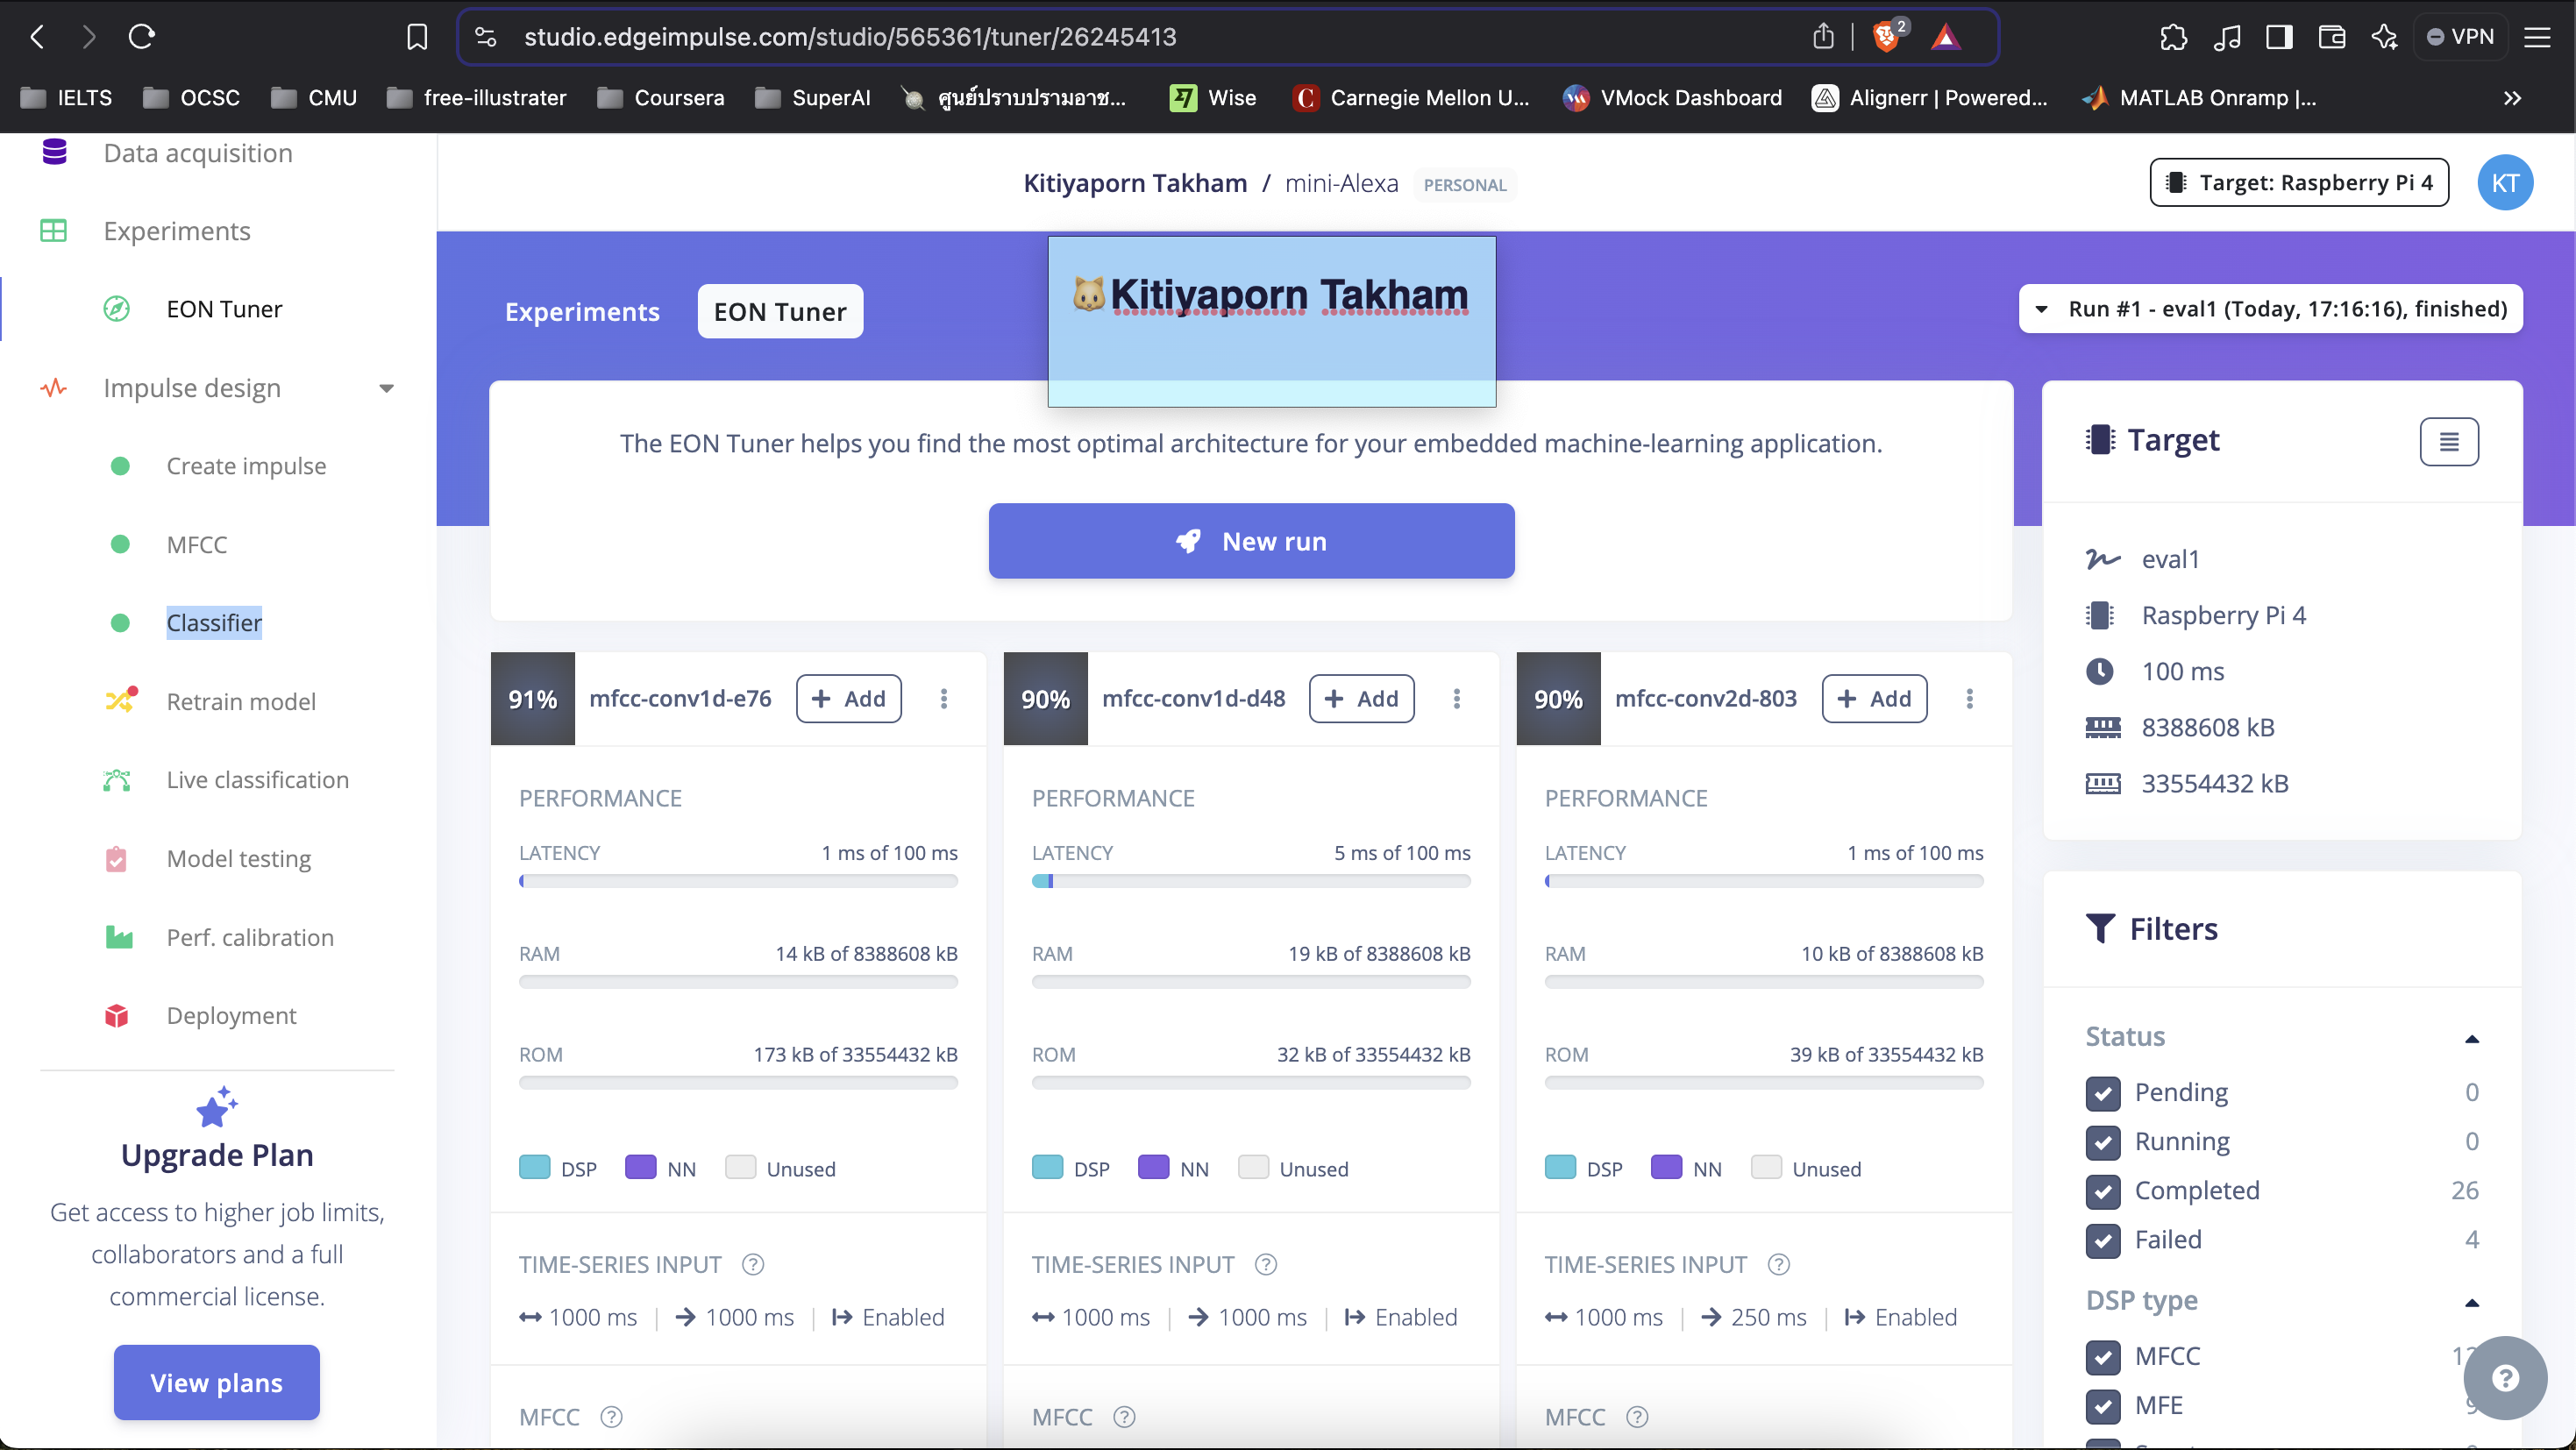 studio.edgeimpulse.com/studio/565361/tuner/26245413
2
VPN
IELTS
OCSC
CMU
free-illustrater
Coursera
SuperAI
ศูนย์ปราบปรามอาช...
Wise
Carnegie Mellon U...
VMock Dashboard
Alignerr | Powered...
MATLAB Onramp |...
Data acquisition
Experiments
EON Tuner
Impulse design
Create impulse
MFCC
Classifier
Retrain model
Live classification
Model testing
Perf. calibration
Deployment
Upgrade Plan
Get access to higher job limits,
collaborators and a full
commercial license.
View plans
Kitiyaporn Takham / mini-Alexa PERSONAL
Target: Raspberry Pi 4
KT
🐱Kitiyaporn Takham
Experiments
EON Tuner
Run #1 - eval1 (Today, 17:16:16), finished)
The EON Tuner helps you find the most optimal architecture for your embedded machine-learning application.
New run
91% mfcc-conv1d-e76 + Add
PERFORMANCE
LATENCY 1 ms of 100 ms
RAM 14 kB of 8388608 kB
ROM 173 kB of 33554432 kB
DSP NN Unused
TIME-SERIES INPUT
1000 ms | 1000 ms | Enabled
MFCC
90% mfcc-conv1d-d48 + Add
PERFORMANCE
LATENCY 5 ms of 100 ms
RAM 19 kB of 8388608 kB
ROM 32 kB of 33554432 kB
DSP NN Unused
TIME-SERIES INPUT
1000 ms | 1000 ms | Enabled
MFCC
90% mfcc-conv2d-803 + Add
PERFORMANCE
LATENCY 1 ms of 100 ms
RAM 10 kB of 8388608 kB
ROM 39 kB of 33554432 kB
DSP NN Unused
TIME-SERIES INPUT
1000 ms | 250 ms | Enabled
MFCC
Target
eval1
Raspberry Pi 4
100 ms
8388608 kB
33554432 kB
Filters
Status
Pending 0
Running 0
Completed 26
Failed 4
DSP type
MFCC
MFE